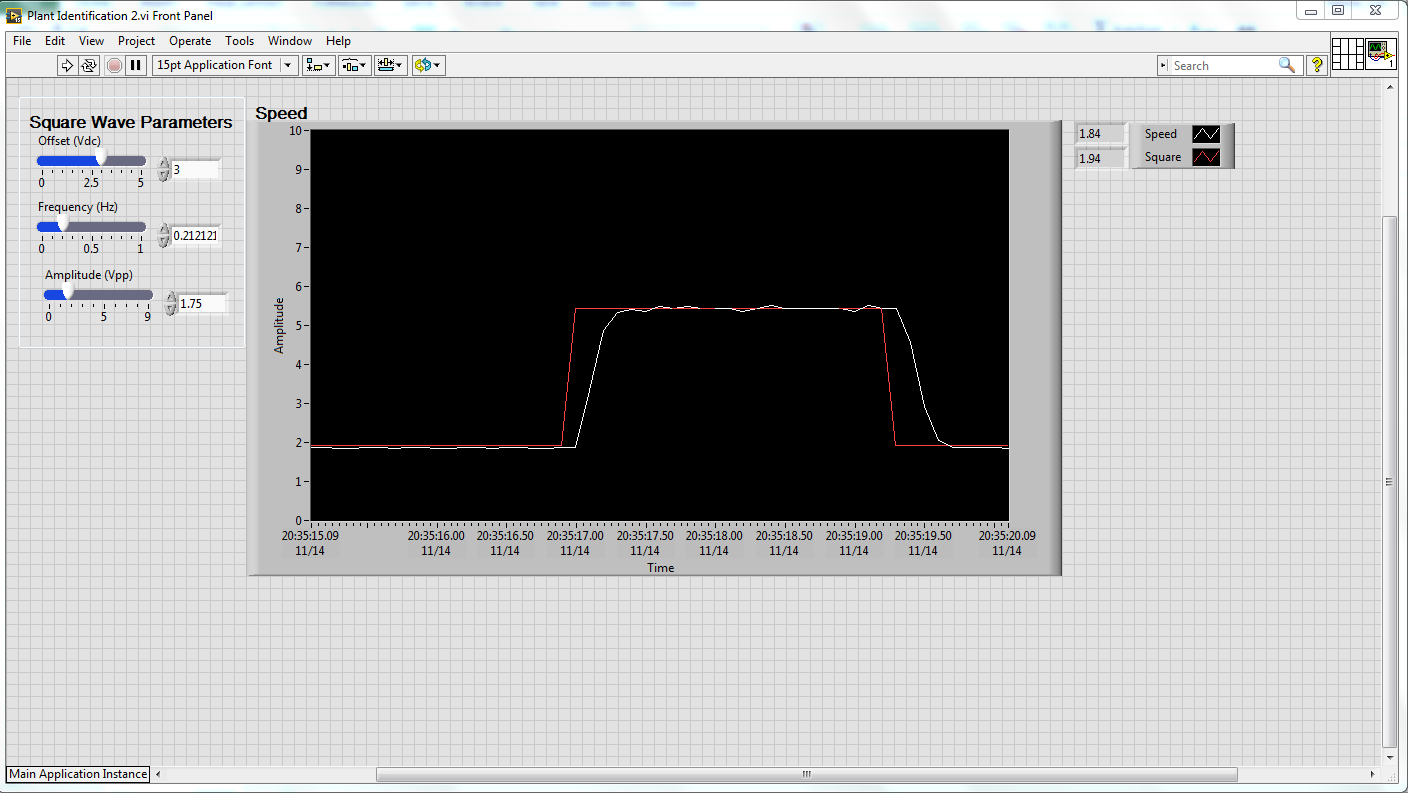 Plant Identification 2.vi Front Panel
File Edit View Project Operate Tools Window Help
15pt Application Font
Search
?
1
Square Wave Parameters
Offset (Vdc)
3
0 2.5 5
Frequency (Hz)
0.212121
0 0.5 1
Amplitude (Vpp)
1.75
0 5 9
Speed
10
9
8
7
6
5
4
3
2
1
0
Amplitude
20:35:15.09 20:35:16.00 20:35:16.50 20:35:17.00 20:35:17.50 20:35:18.00 20:35:18.50 20:35:19.00 20:35:19.50 20:35:20.09
11/14 11/14 11/14 11/14 11/14 11/14 11/14 11/14 11/14 11/14
Time
1.84 Speed
1.94 Square
Main Application Instance